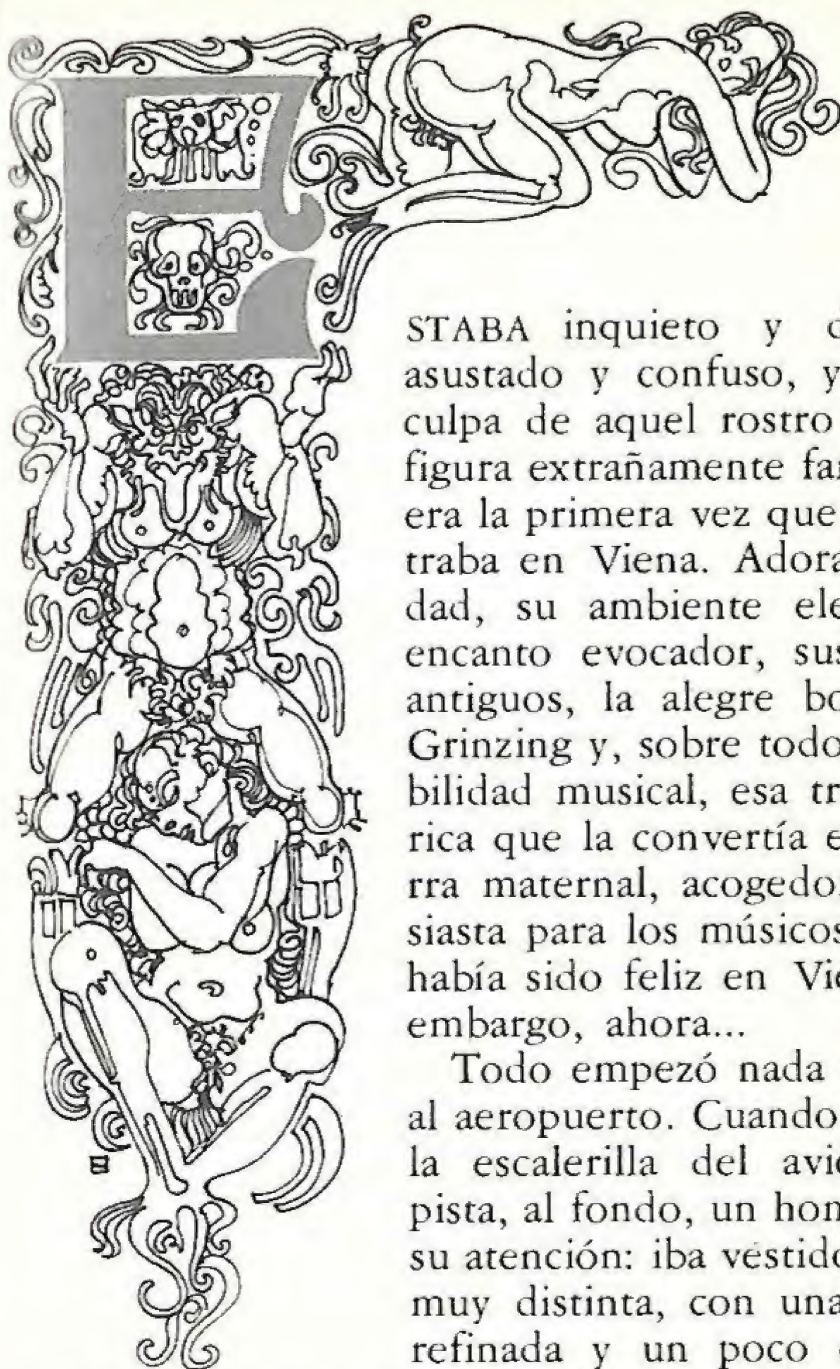 E
STABA inquieto y
asustado y confuso, y
culpa de aquel rostro
figura extrañamente
era la primera vez que
traba en Viena.
dad, su ambiente
encanto evocador,
antiguos, la alegre
Grinzing y, sobre todo
bilidad musical, esa
rica que la convertía
rra maternal,
siasta para los músicos
había sido feliz en
embargo, ahora...
Todo empezó nada
al aeropuerto. Cuando
la escalerilla del
pista, al fondo, un
su atención: iba vestido
muy distinta, con una
refinada y un poco